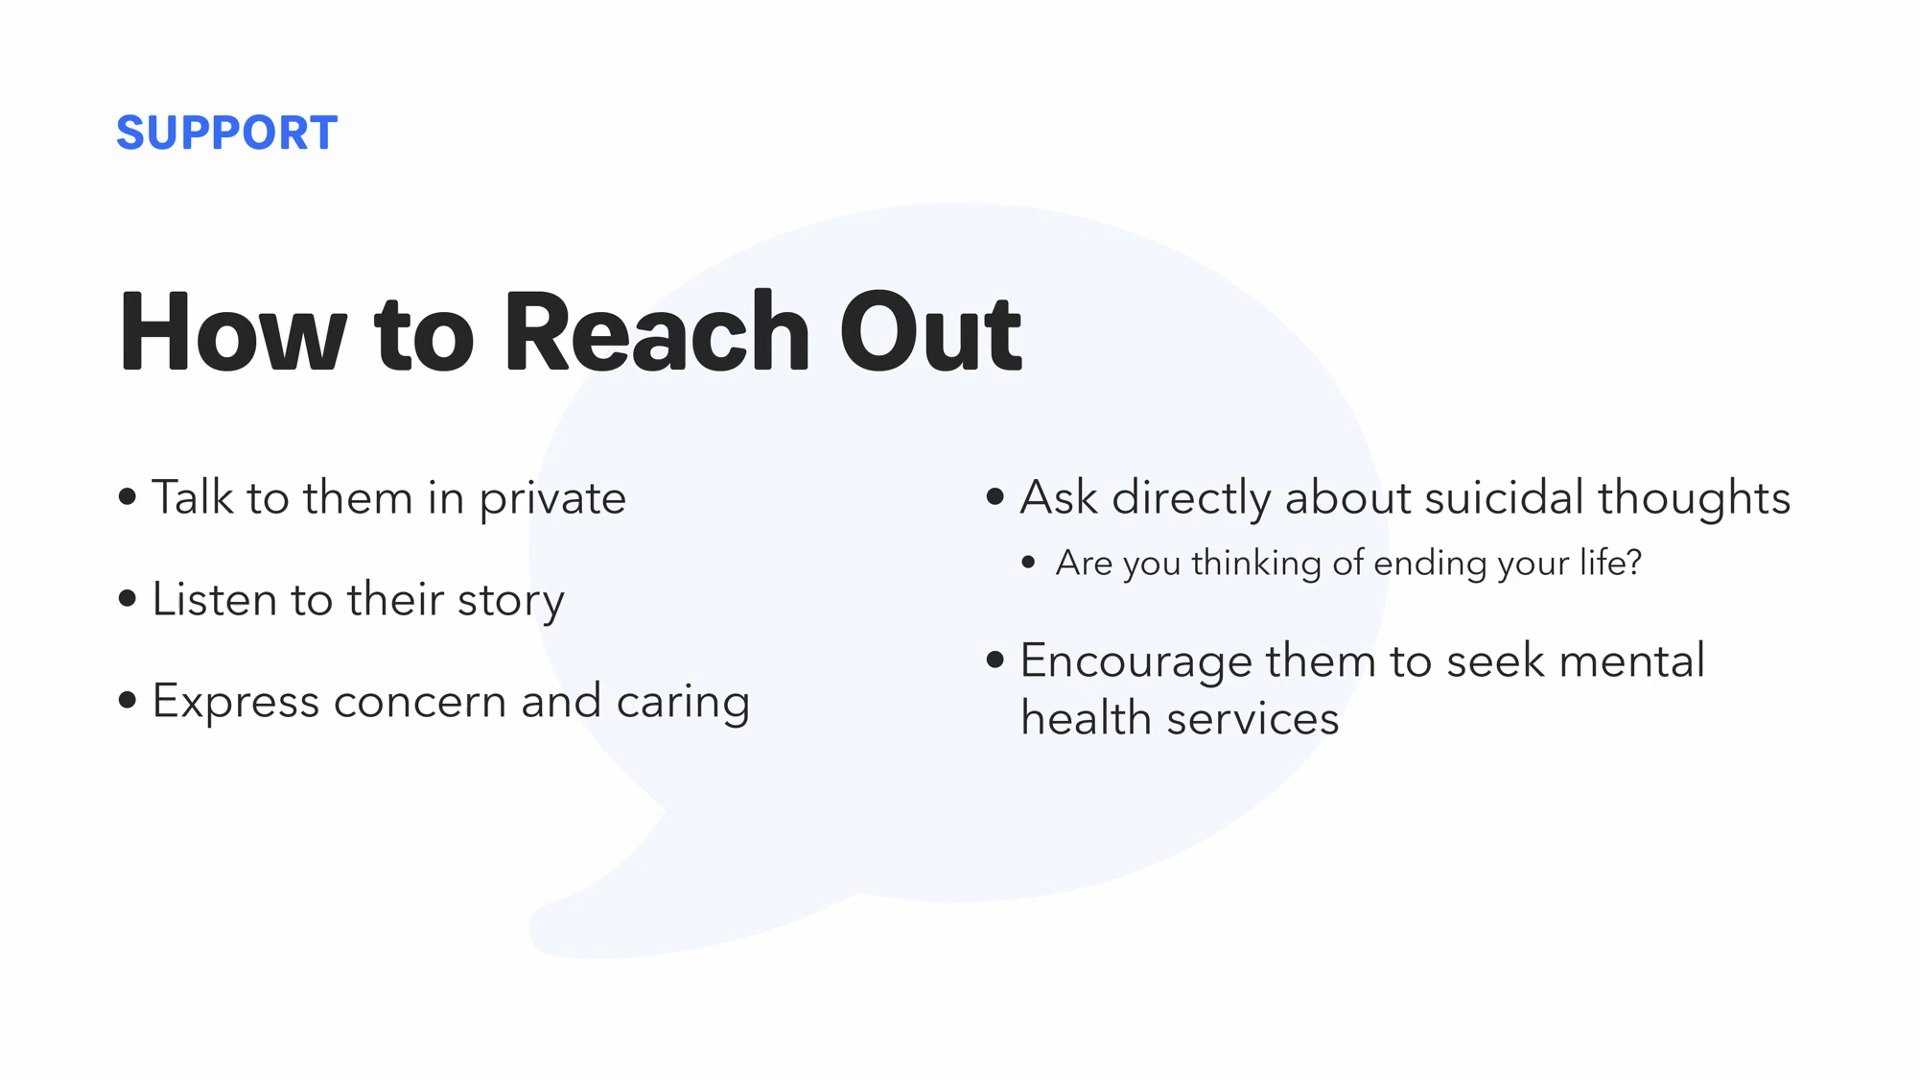 SUPPORT
How to Reach Out
• Talk to them in private
• Listen to their story
• Express concern and caring
• Ask directly about suicidal thoughts
• Are you thinking of ending your life?
• Encourage them to seek mental
health services